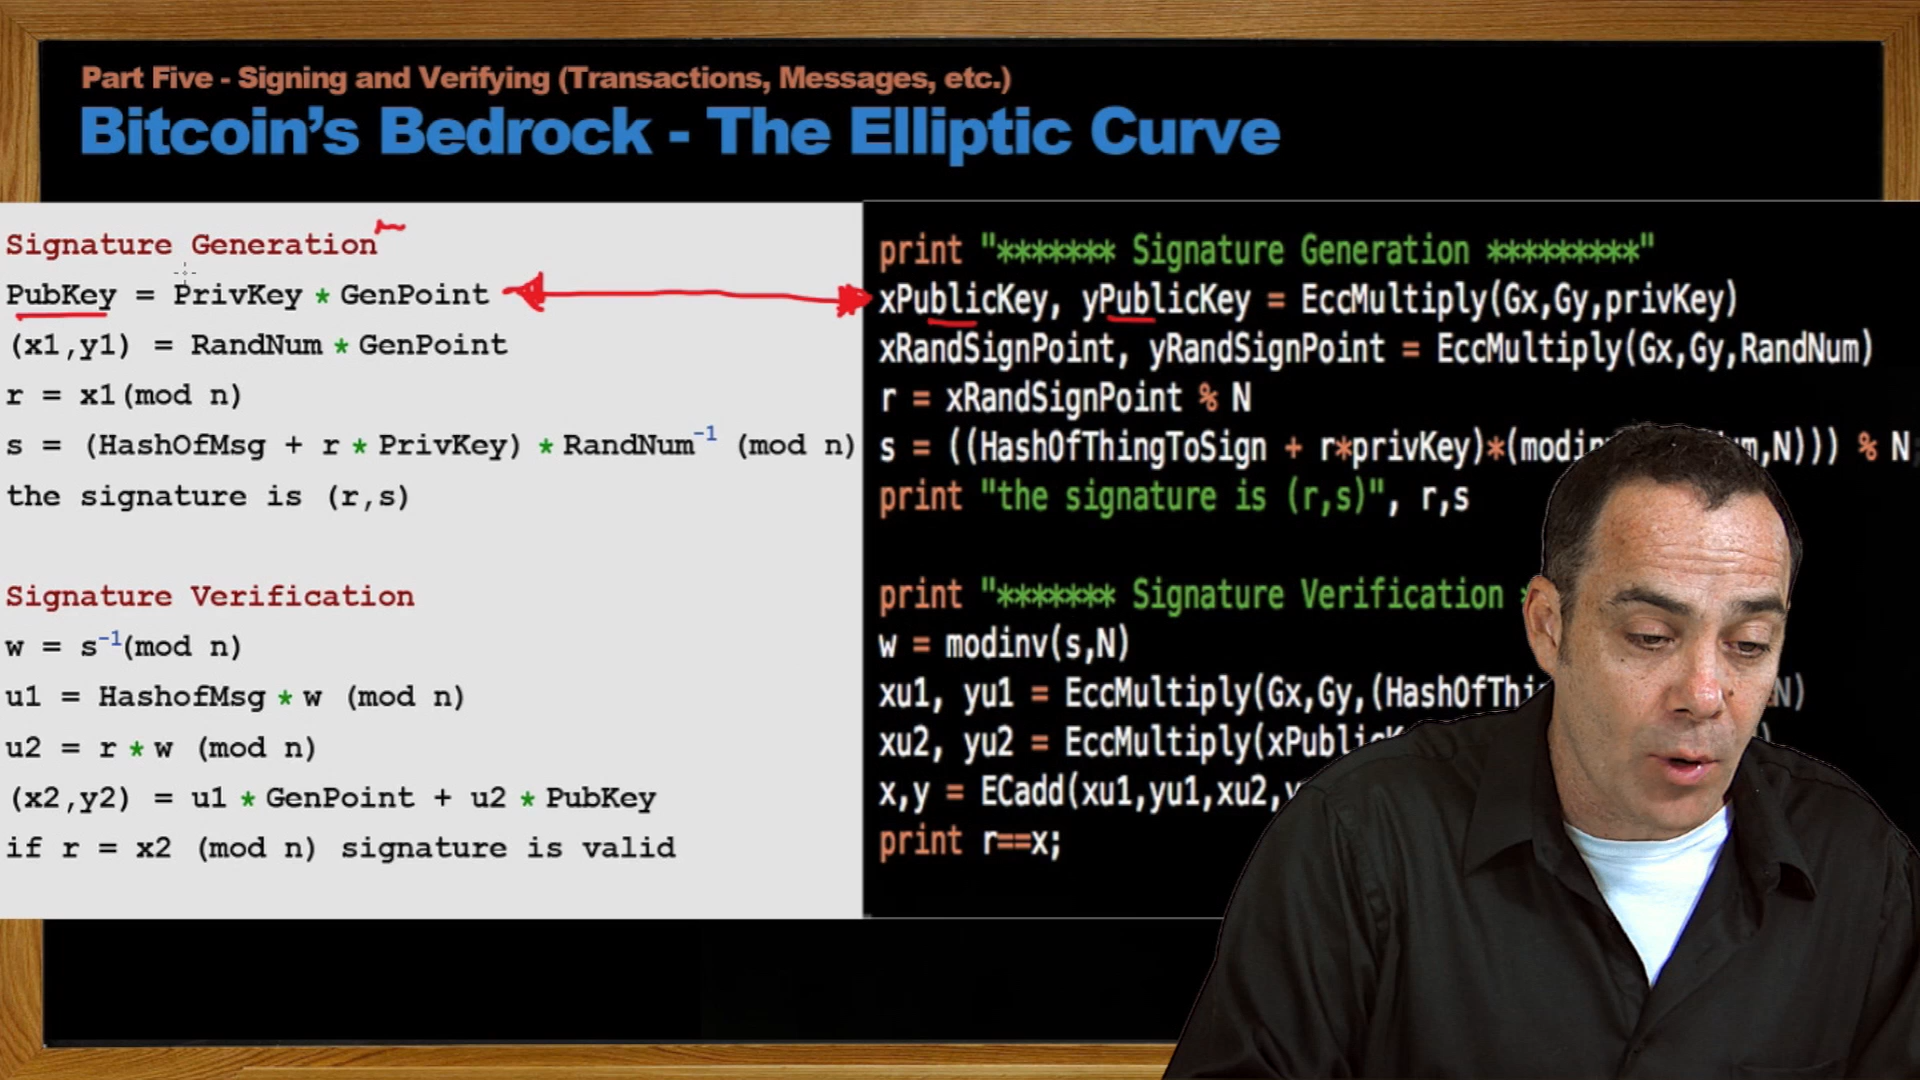 Part Five - Signing and Verifying (Transactions, Messages, etc.)
Bitcoin's Bedrock - The Elliptic Curve
Signature Generation
PubKey = PrivKey * GenPoint
(x1,y1) = RandNum * GenPoint
r = x1(mod n)
s = (HashOfMsg + r * PrivKey) * RandNum⁻¹ (mod n)
the signature is (r,s)
Signature Verification
w = s⁻¹(mod n)
u1 = HashofMsg * w (mod n)
u2 = r * w (mod n)
(x2,y2) = u1 * GenPoint + u2 * PubKey
if r = x2 (mod n) signature is valid
print "******* Signature Generation *********"
xPublicKey, yPublicKey = EccMultiply(Gx,Gy,privKey)
xRandSignPoint, yRandSignPoint = EccMultiply(Gx,Gy,RandNum)
r = xRandSignPoint % N
s = ((HashOfThingToSign + r*privKey)*( ,N))) % N
print "the signature is (r,s)", r,s
print "******* Signature Verification
w = modinv(s,N)
xu1, yu1 = EccMultiply(Gx,Gy,( N)
xu2, yu2 = EccMultiply( )
x,y = ECadd(xu1,yu1,xu2,
print r==x;